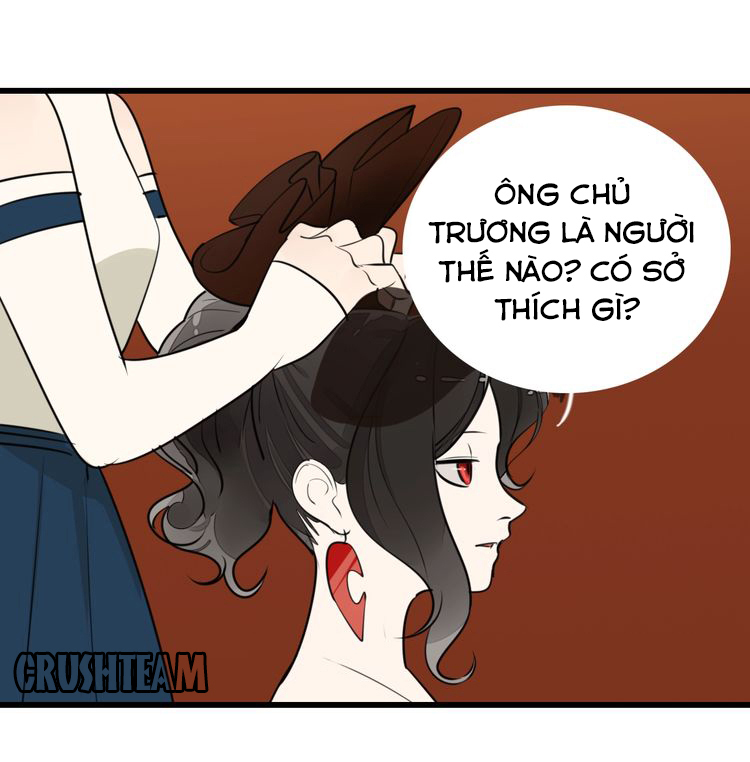 ÔNG CHỦ
TRƯƠNG LÀ NGƯỜI
THẾ NÀO? CÓ SỞ
THÍCH GÌ?
CRUSHTEAM